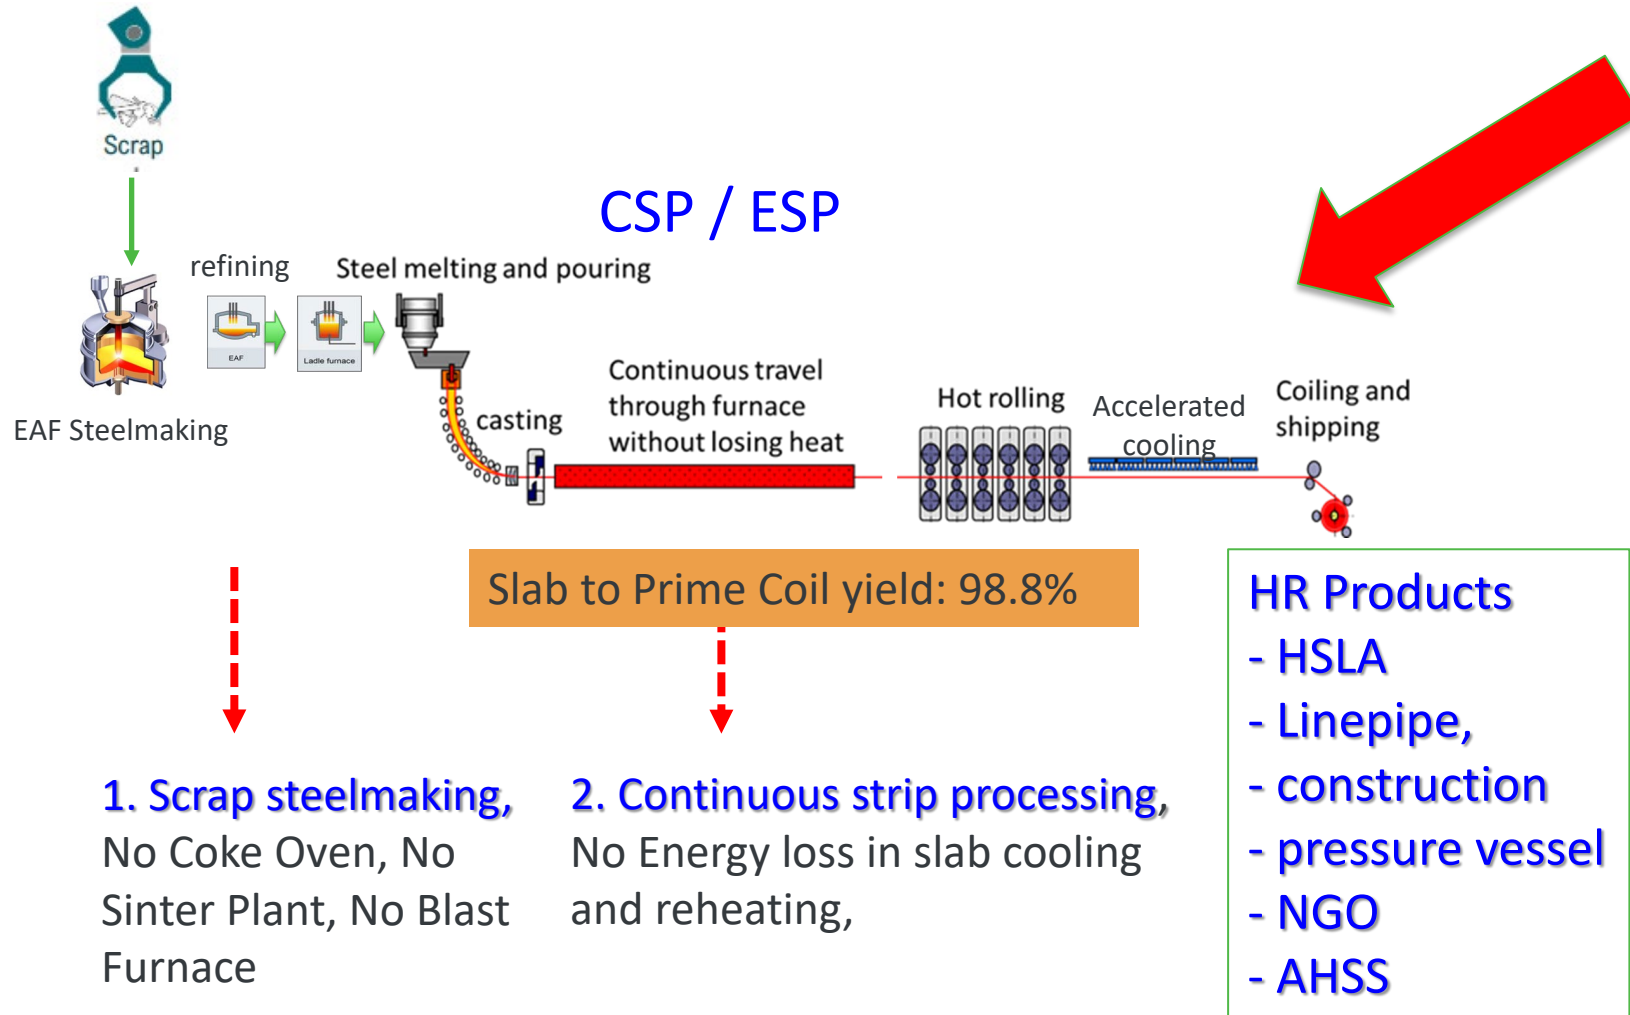 Scrap
CSP / ESP
refining
Steel melting and pouring
EAF
Ladle furnace
EAF Steelmaking
casting
Continuous travel
through furnace
without losing heat
Hot rolling
Accelerated
cooling
Coiling and
shipping
Slab to Prime Coil yield: 98.8%
1. Scrap steelmaking,
No Coke Oven, No
Sinter Plant, No Blast
Furnace
2. Continuous strip processing,
No Energy loss in slab cooling
and reheating,
HR Products
- HSLA
- Linepipe,
- construction
- pressure vessel
- NGO
- AHSS